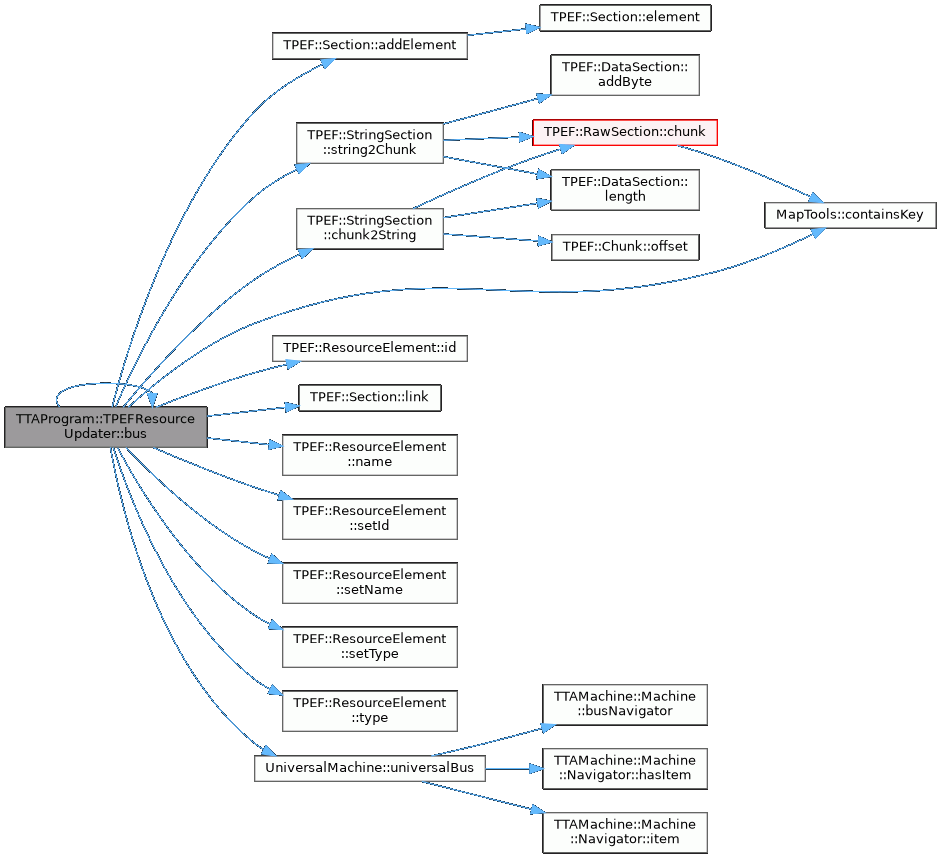 TPEF::Section::element
TPEF::Section::addElement
TPEF::DataSection::
addByte
TPEF::StringSection
::string2Chunk
TPEF::RawSection::chunk
TPEF::DataSection::
length
MapTools::containsKey
TPEF::StringSection
::chunk2String
TPEF::Chunk::offset
TPEF::ResourceElement::id
TPEF::Section::link
TTAProgram::TPEFResource
Updater::bus
TPEF::ResourceElement
::name
TPEF::ResourceElement
::setId
TPEF::ResourceElement
::setName
TPEF::ResourceElement
::setType
TPEF::ResourceElement
::type
TTAMachine::Machine
::busNavigator
UniversalMachine::universalBus
TTAMachine::Machine
::Navigator::hasItem
TTAMachine::Machine
::Navigator::item